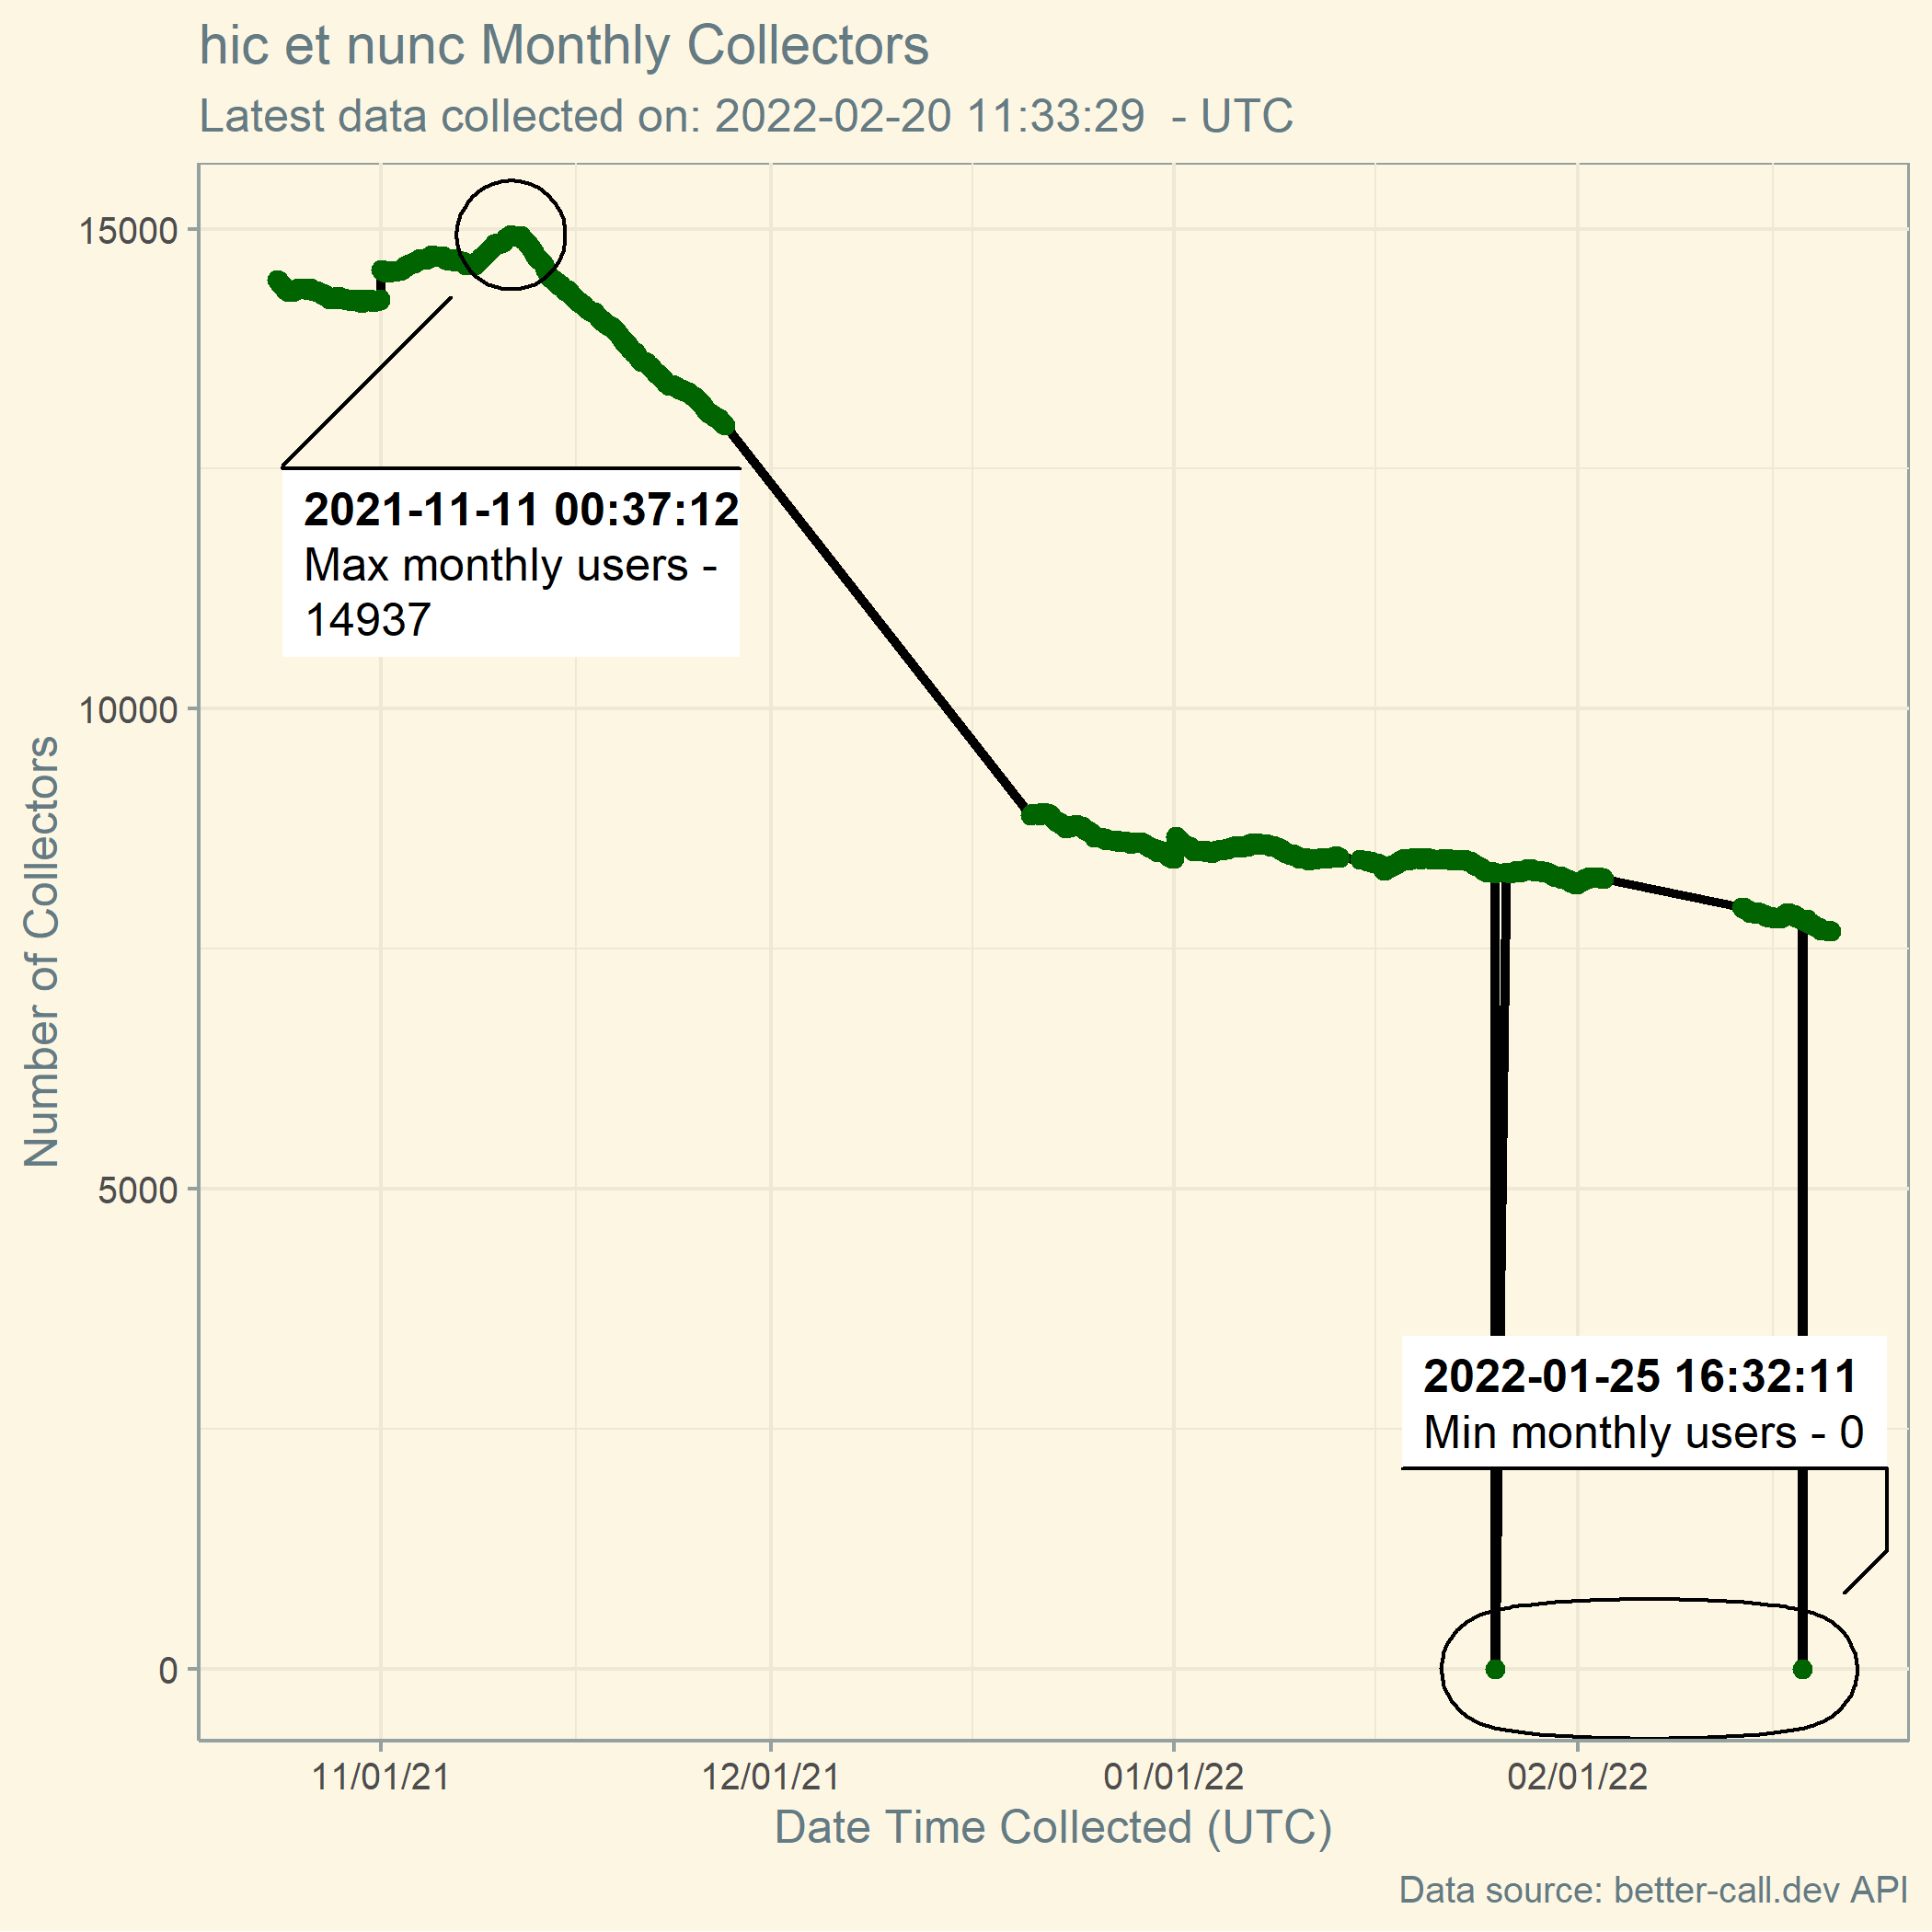 hic et nunc Monthly Collectors
Latest data collected on: 2022-02-20 11:33:29  - UTC
Number of Collectors
15000
10000
5000
0
2021-11-11 00:37:12
Max monthly users -
14937
2022-01-25 16:32:11
Min monthly users - 0
11/01/21
12/01/21
01/01/22
02/01/22
Date Time Collected (UTC)
Data source: better-call.dev API